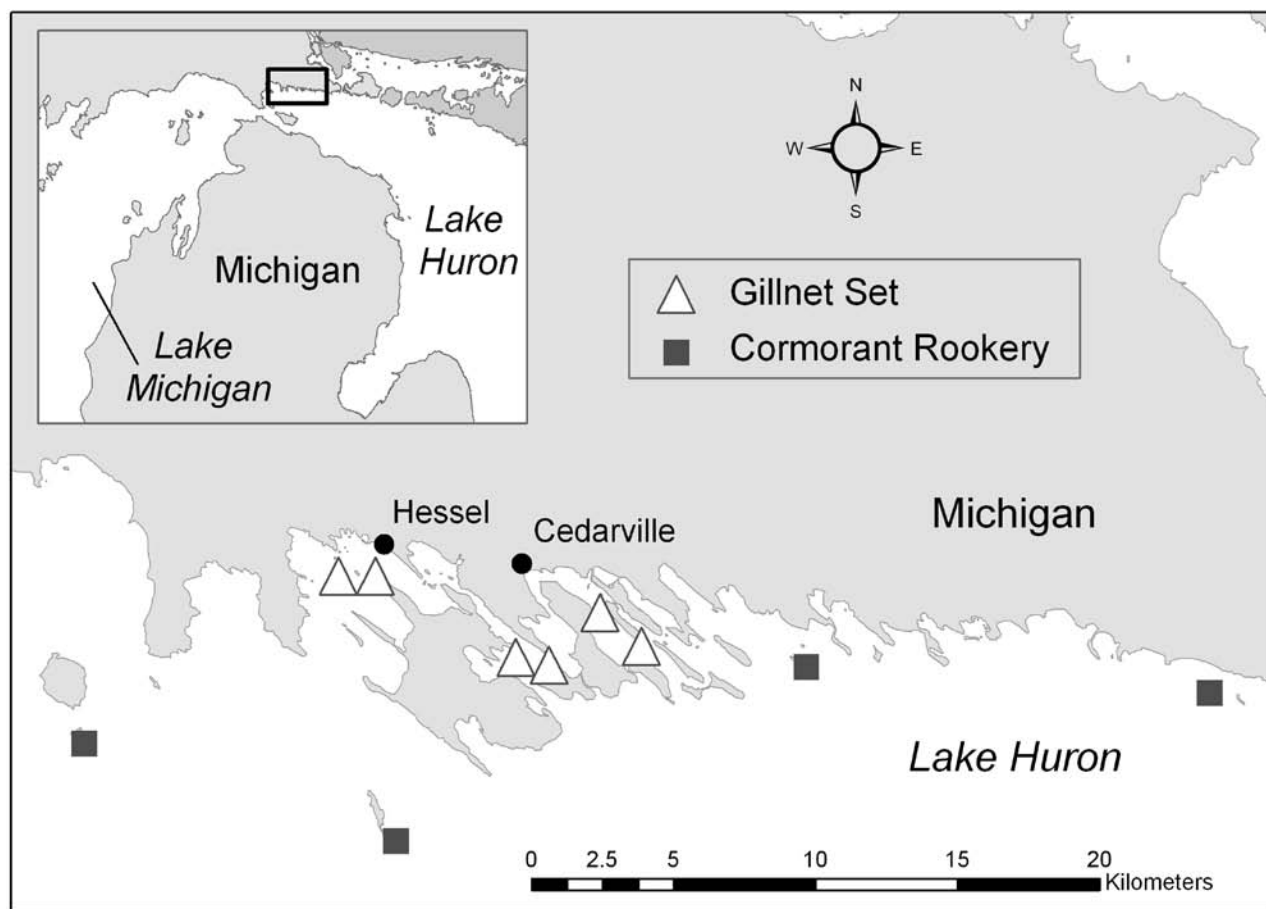 Lake
Huron
Michigan
Lake
Michigan
N
W E
S
Gillnet Set
Cormorant Rookery
Hessel
Cedarville
Michigan
Lake Huron
0 2.5 5 10 15 20
Kilometers